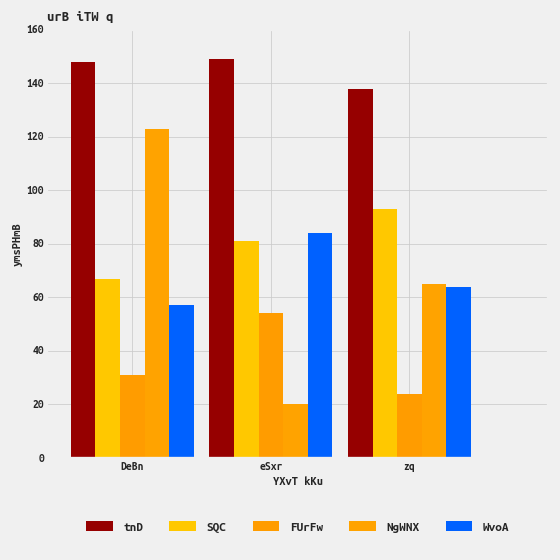 urB iTW q
160
140
120
100
80
60
40
20
0
ymsPHmB
DeBn eSxr zq
YXvT kKu
tnD SQC FUrFw NgWNX WvoA